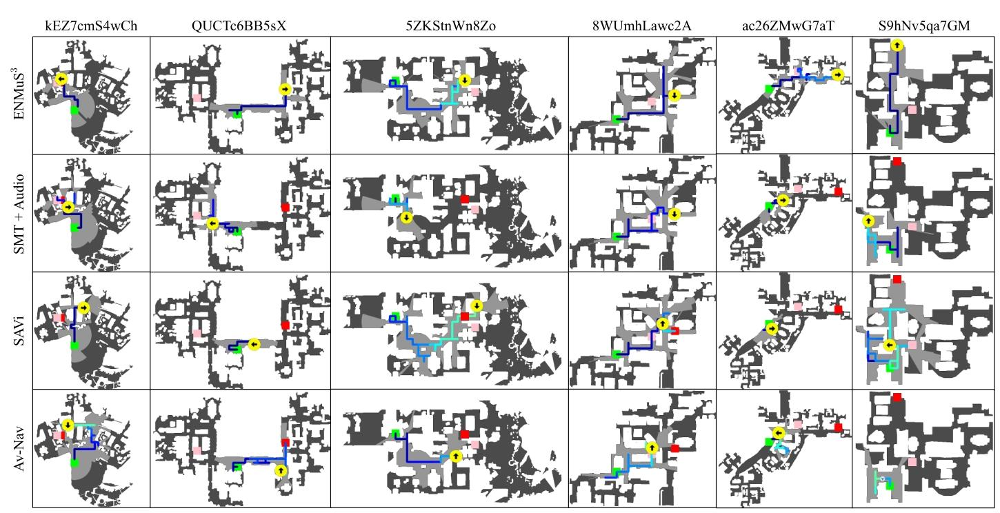 kEZ7cmS4wCh QUCTc6BB5sX 5ZKStnWn8Zo 8WUmhLawc2A ac26ZMwG7aT S9hNv5qa7GM
ENMuS³
SMT + Audio
SAVi
Av-Nav